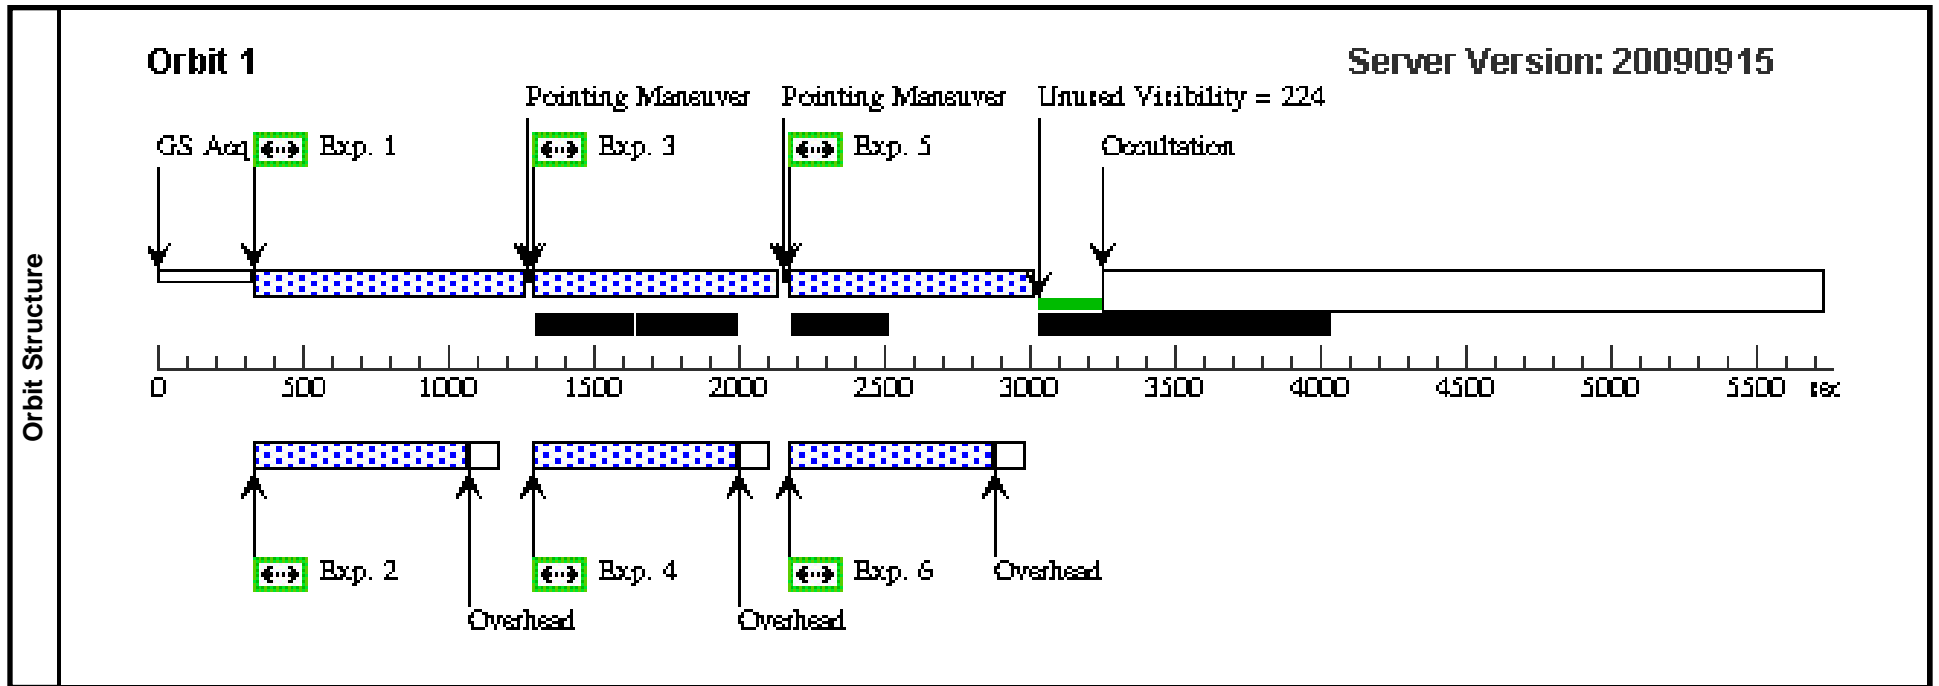 Orbit Structure
Orbit 1
Server Version: 20090915
Pointing Maneuver
Pointing Maneuver
Unused Visibility = 224
GS Acq
Exp. 1
Exp. 3
Exp. 5
Occultation
0 500 1000 1500 2000 2500 3000 3500 4000 4500 5000 5500 sec
Exp. 2
Exp. 4
Exp. 6
Overhead
Overhead
Overhead